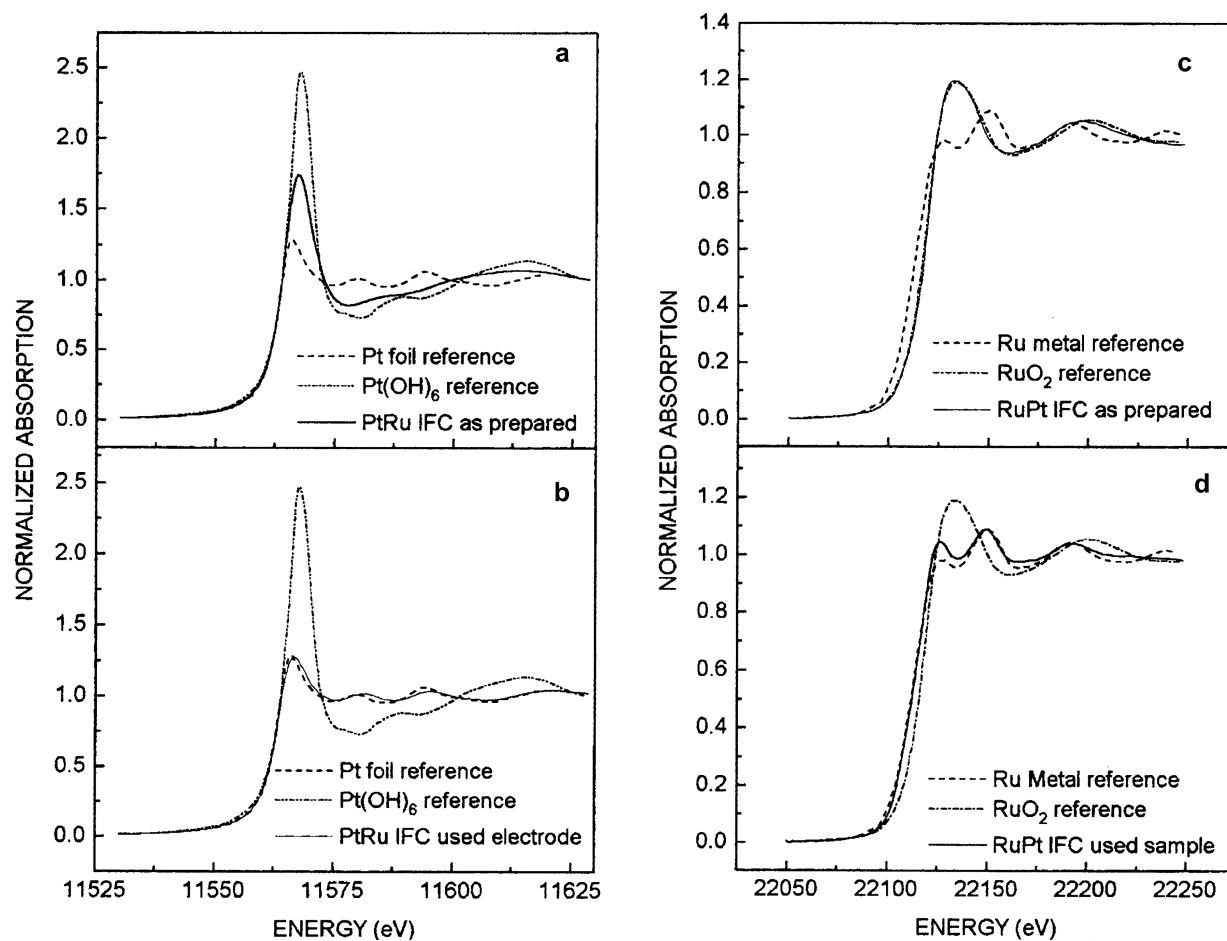 a
2.5
2.0
1.5
1.0
0.5
0.0
NORMALIZED ABSORPTION
Pt foil reference
Pt(OH)6 reference
PtRu IFC as prepared
b
2.5
2.0
1.5
1.0
0.5
0.0
NORMALIZED ABSORPTION
Pt foil reference
Pt(OH)6 reference
PtRu IFC used electrode
11525 11550 11575 11600 11625
ENERGY (eV)
c
1.4
1.2
1.0
0.8
0.6
0.4
0.2
0.0
NORMALIZED ABSORPTION
Ru metal reference
RuO2 reference
RuPt IFC as prepared
d
1.2
1.0
0.8
0.6
0.4
0.2
0.0
NORMALIZED ABSORPTION
Ru Metal reference
RuO2 reference
RuPt IFC used sample
22050 22100 22150 22200 22250
ENERGY (eV)